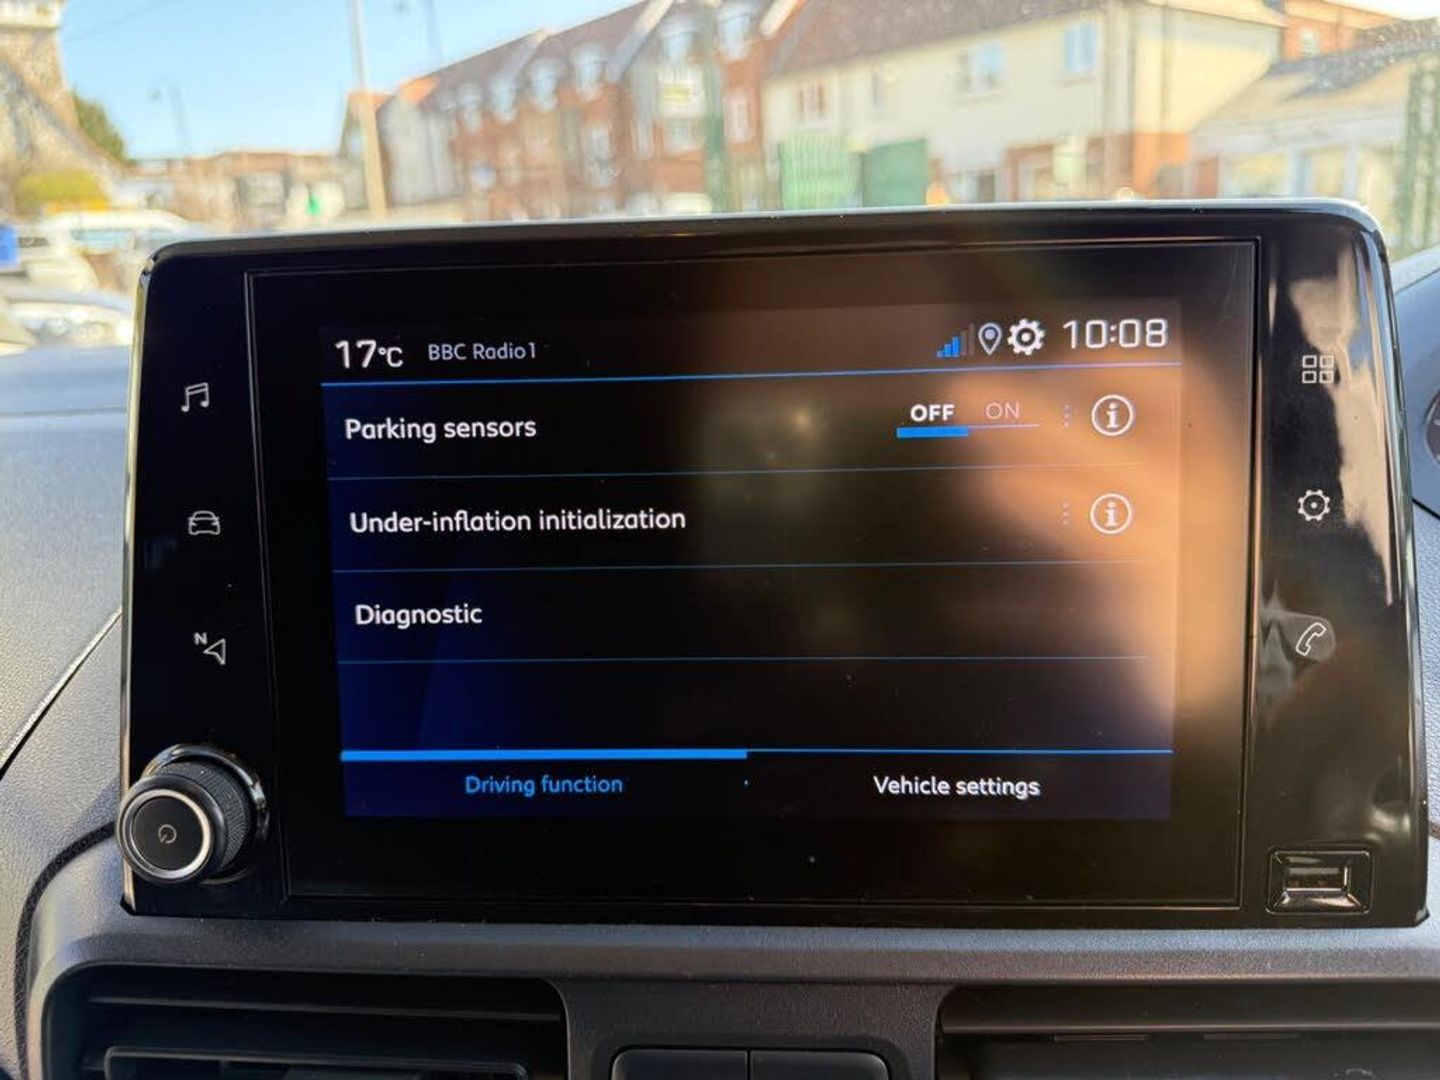 17°C BBC Radio1 10:08
Parking sensors OFF ON
Under-inflation initialization
Diagnostic
N
Driving function Vehicle settings